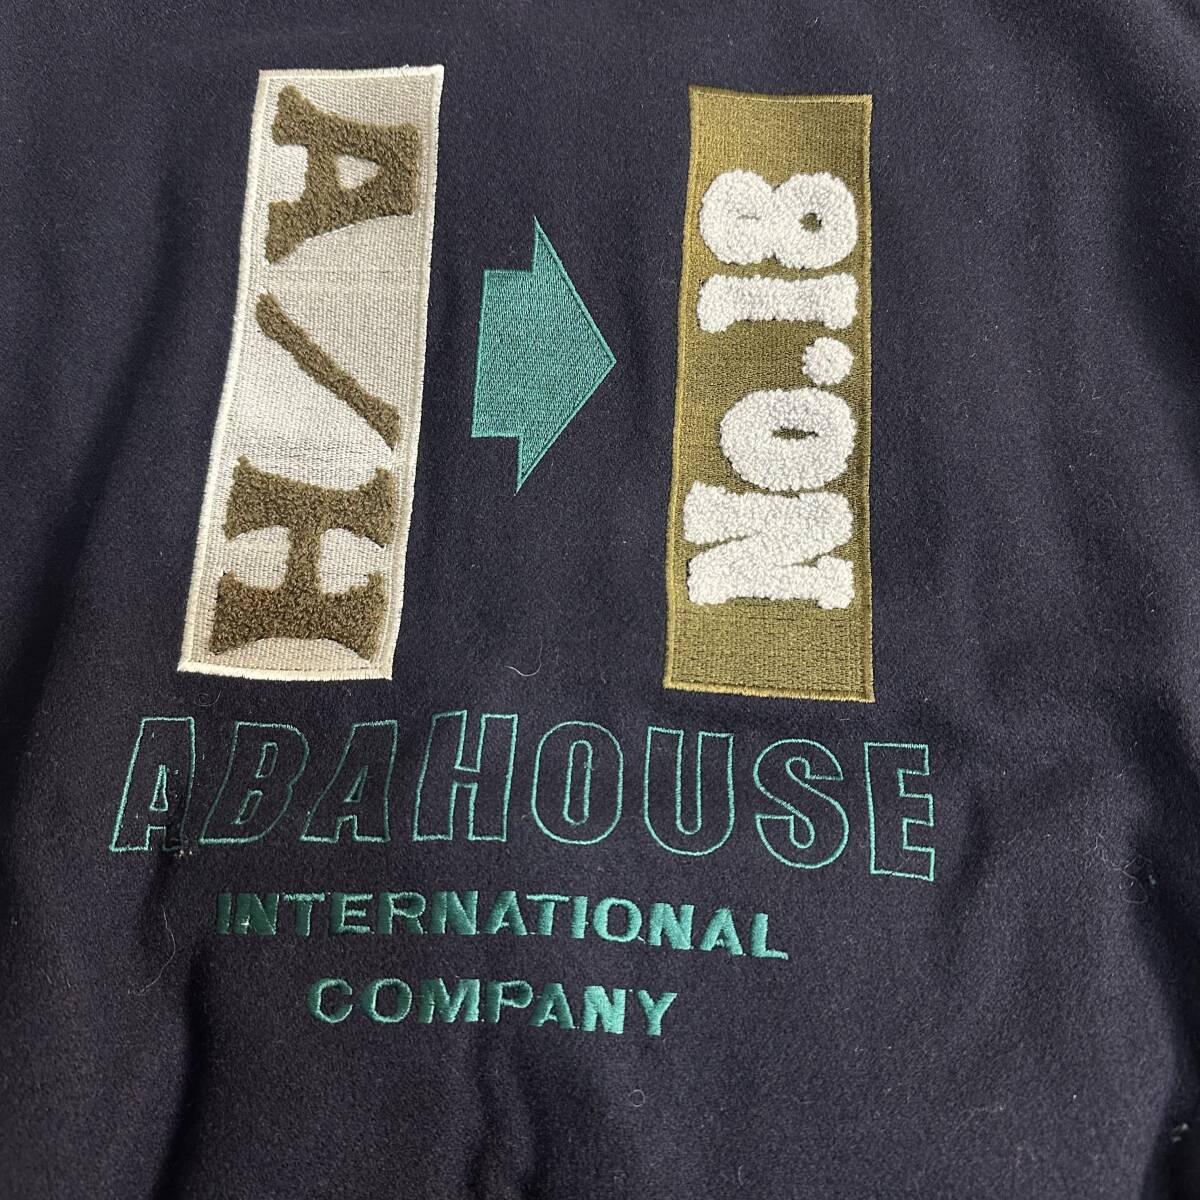 A/H
No.18
ABAHOUSE
INTERNATIONAL
COMPANY